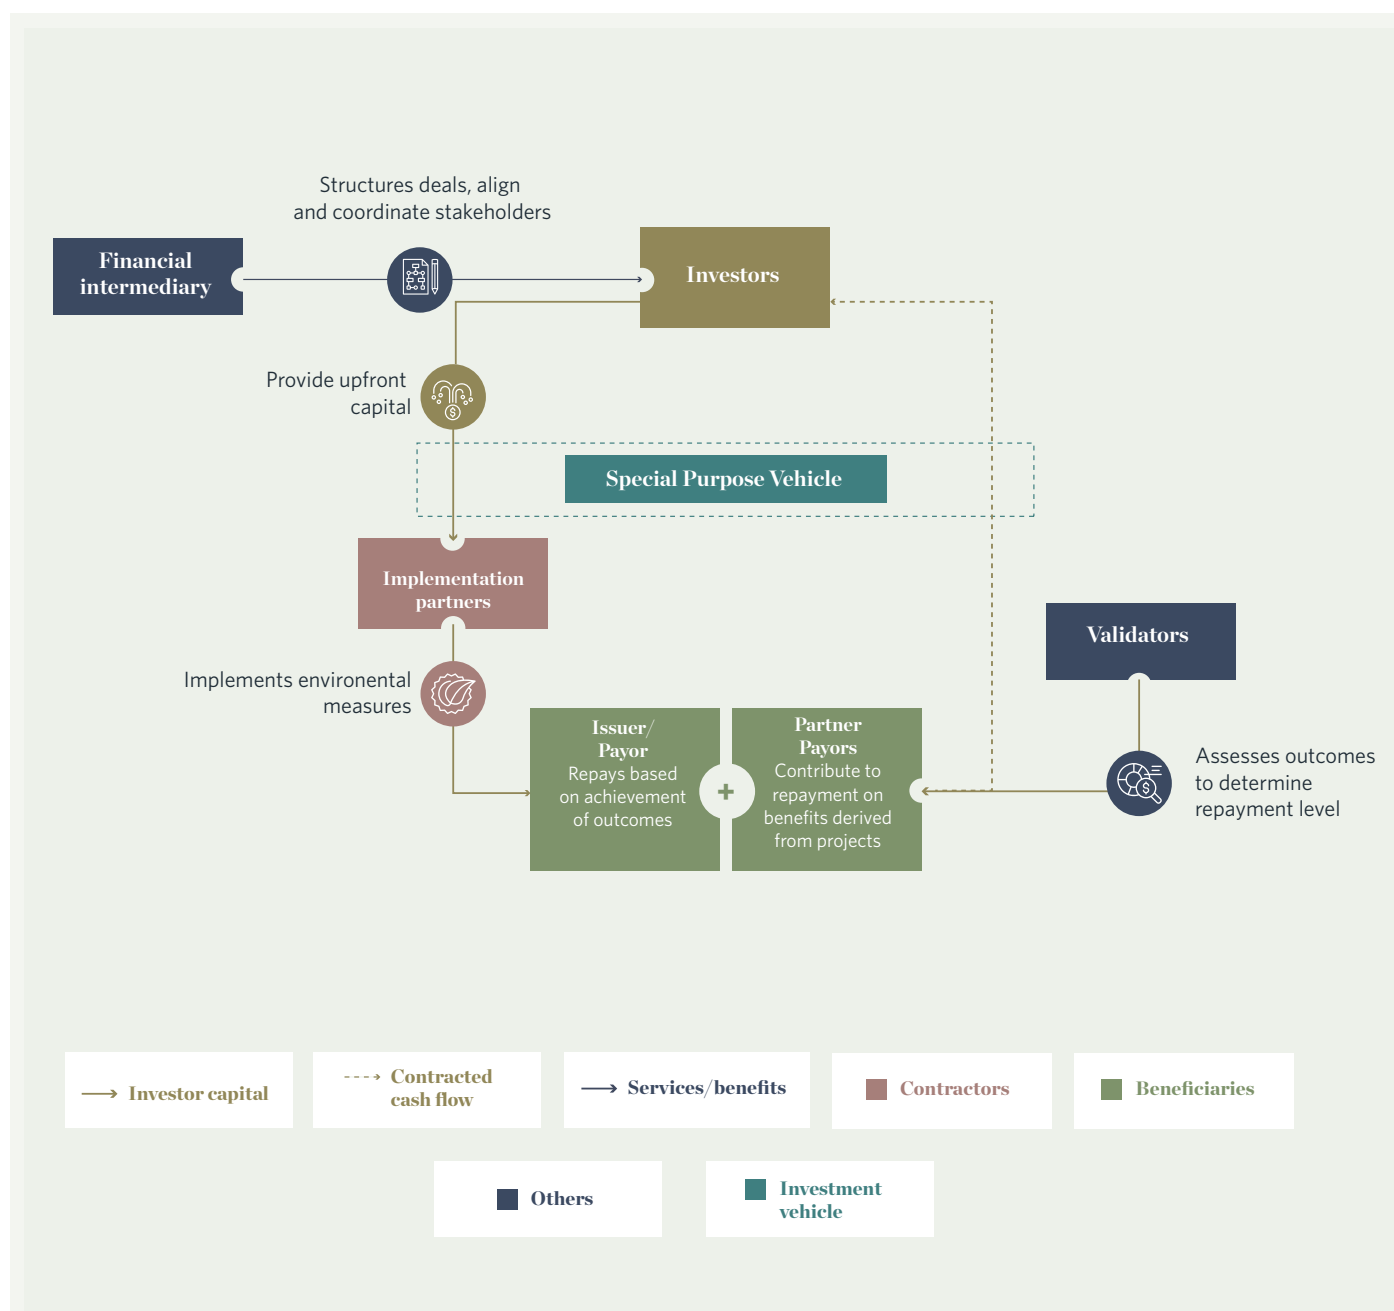 Structures deals, align
and coordinate stakeholders
Financial
intermediary
Investors
Provide upfront
capital
$
Special Purpose Vehicle
Implementation
partners
Validators
Implements environental
measures
Issuer/
Payor
Repays based
on achievement
of outcomes
+
Partner
Payors
Contribute to
repayment on
benefits derived
from projects
$
Assesses outcomes
to determine
repayment level
Investor capital
Contracted
cash flow
Services/benefits
Contractors
Beneficiaries
Others
Investment
vehicle